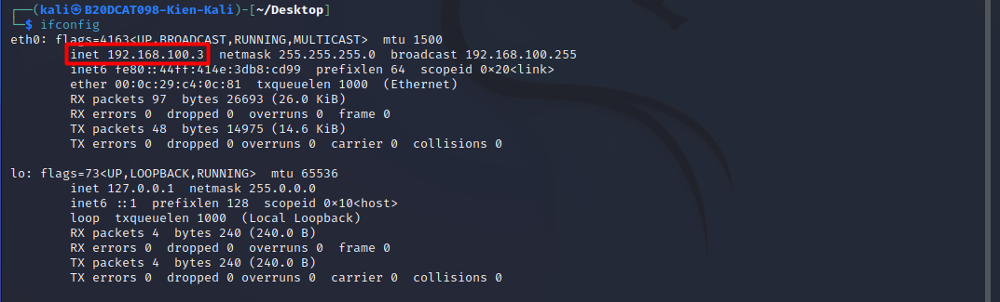 ┌──(kali㉿B20DCAT098-Kien-Kali)-[~/Desktop]
└─$ ifconfig
eth0: flags=4163<UP,BROADCAST,RUNNING,MULTICAST>  mtu 1500
        inet 192.168.100.3  netmask 255.255.255.0  broadcast 192.168.100.255
        inet6 fe80::44ff:414e:3db8:cd99  prefixlen 64  scopeid 0×20<link>
        ether 00:0c:29:c4:0c:81  txqueuelen 1000  (Ethernet)
        RX packets 97  bytes 26693 (26.0 KiB)
        RX errors 0  dropped 0  overruns 0  frame 0
        TX packets 48  bytes 14975 (14.6 KiB)
        TX errors 0  dropped 0 overruns 0  carrier 0  collisions 0

lo: flags=73<UP,LOOPBACK,RUNNING>  mtu 65536
        inet 127.0.0.1  netmask 255.0.0.0
        inet6 ::1  prefixlen 128  scopeid 0×10<host>
        loop  txqueuelen 1000  (Local Loopback)
        RX packets 4  bytes 240 (240.0 B)
        RX errors 0  dropped 0  overruns 0  frame 0
        TX packets 4  bytes 240 (240.0 B)
        TX errors 0  dropped 0 overruns 0  carrier 0  collisions 0